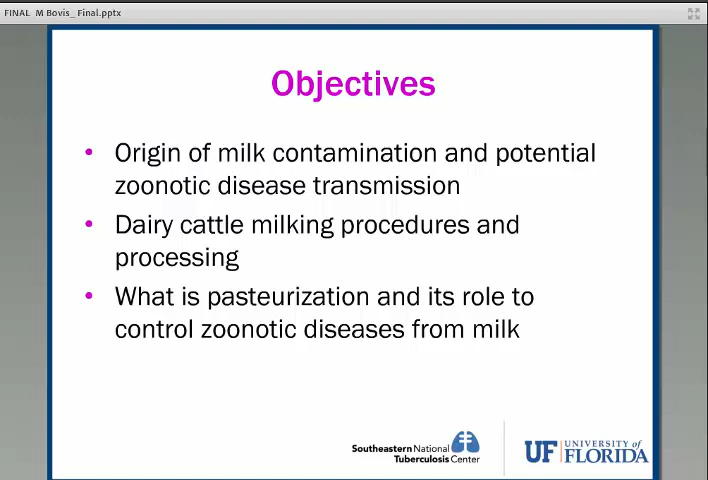 FINAL M Bovis_ Final.pptx
Objectives
• Origin of milk contamination and potential
zoonotic disease transmission
• Dairy cattle milking procedures and
processing
• What is pasteurization and its role to
control zoonotic diseases from milk
Southeastern National
Tuberculosis Center
UF UNIVERSITY of
FLORIDA